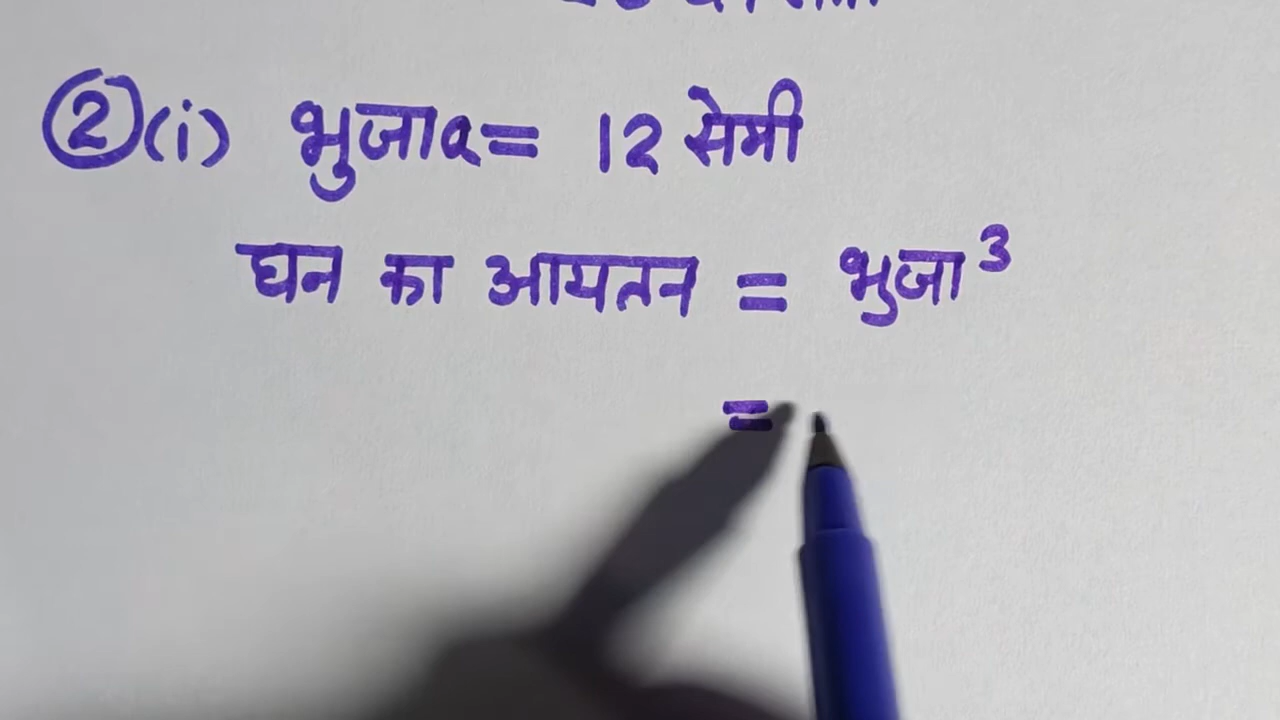 ② (i) भुजा a = 12 सेमी
घन का आयतन = भुजा³
=